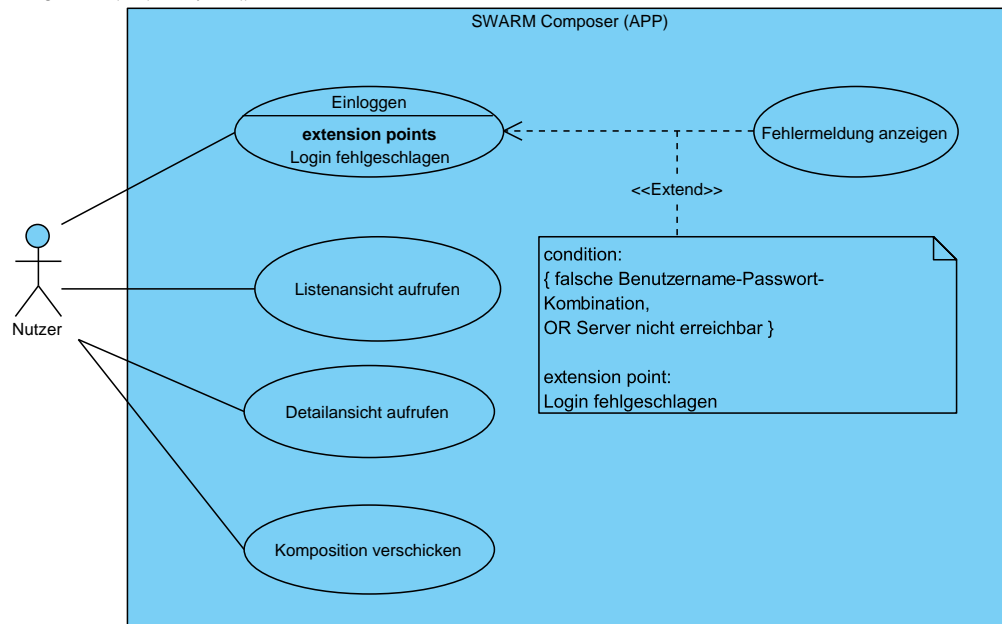 SWARM Composer (APP)
Einloggen
extension points
Login fehlgeschlagen
Fehlermeldung anzeigen
<<Extend>>
condition:
{ falsche Benutzername-Passwort-
Kombination,
OR Server nicht erreichbar }
extension point:
Login fehlgeschlagen
Nutzer
Listenansicht aufrufen
Detailansicht aufrufen
Komposition verschicken